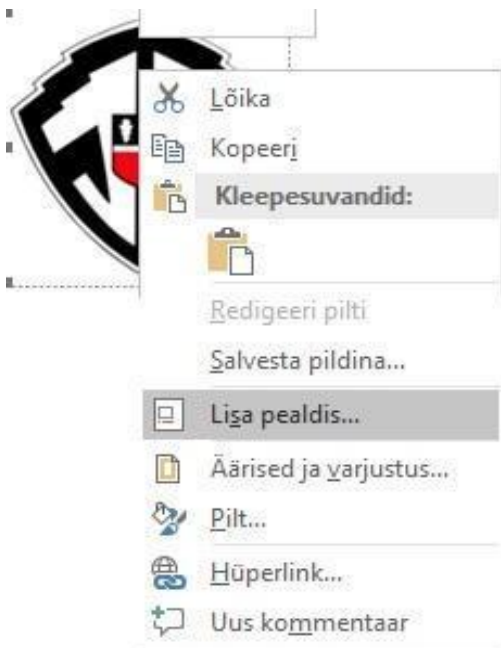 Lõika
Kopeeri
Kleepesuvandid:
Redigeeri pilti
Salvesta pildina...
Lisa pealdis...
Äärised ja varjustus...
Pilt...
Hüperlink...
Uus kommentaar